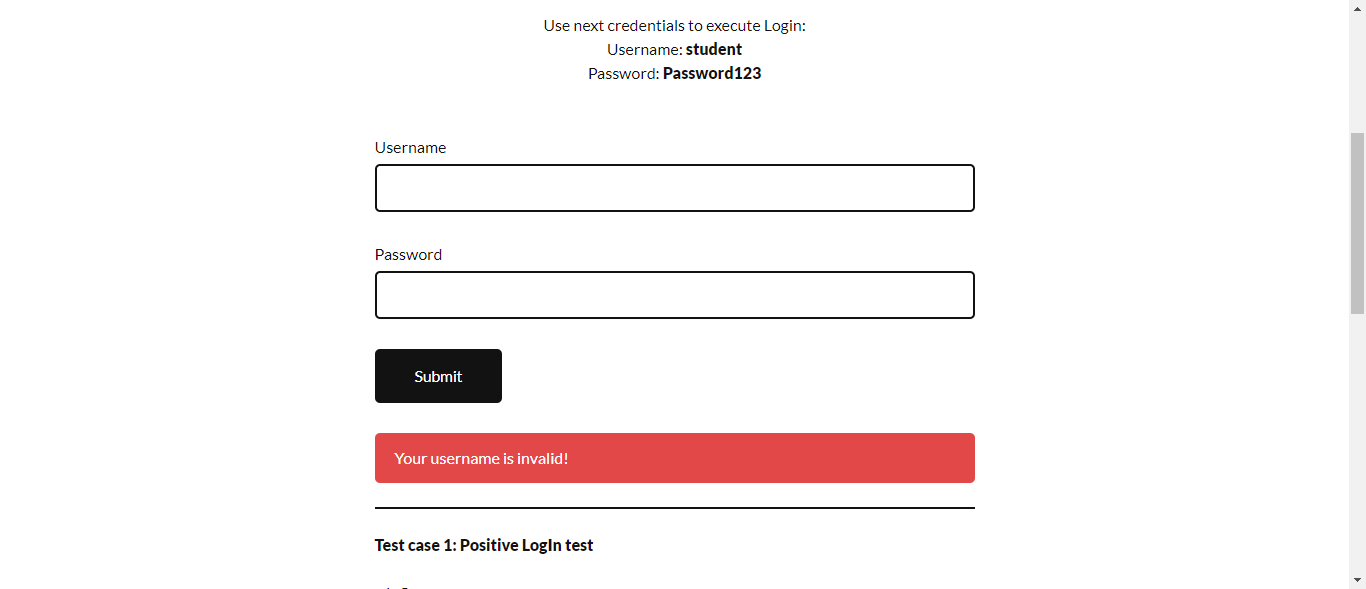 Use next credentials to execute Login:
Username: student
Password: Password123
Username
Password
Submit
Your username is invalid!
Test case 1: Positive LogIn test